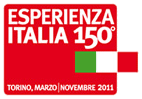 ESPERIENZA
ITALIA 150°
TORINO, MARZO | NOVEMBRE 2011